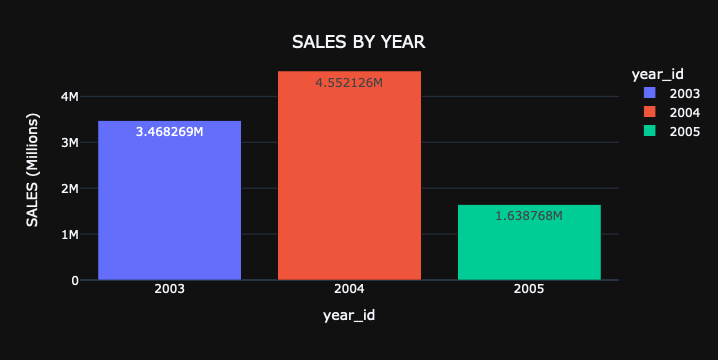 SALES BY YEAR
year_id
2003
2004
2005
SALES (Millions)
4M
3M
2M
1M
0
3.468269M
4.552126M
1.638768M
2003
2004
2005
year_id